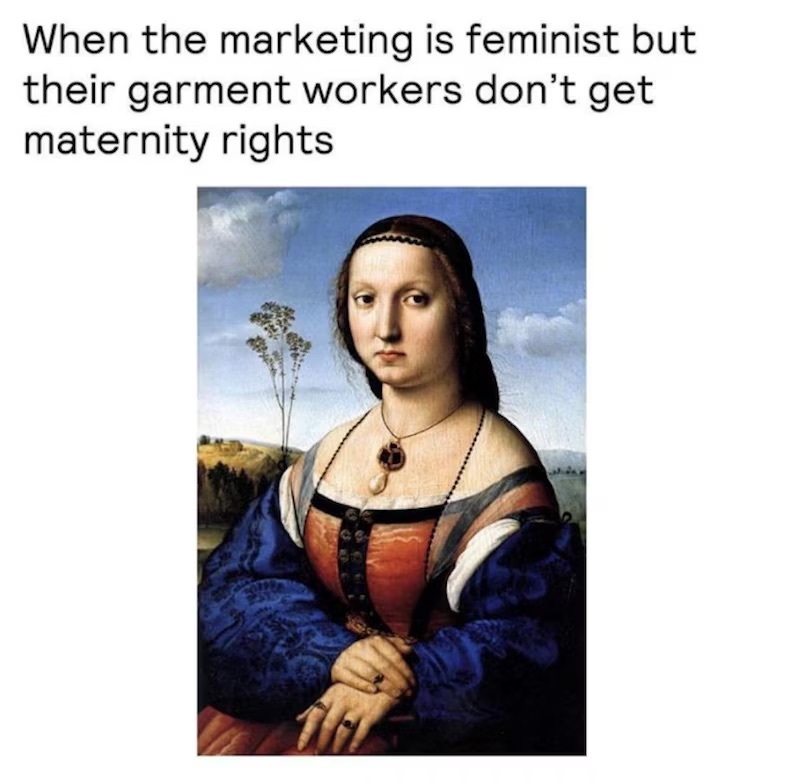 When the marketing is feminist but
their garment workers don’t get
maternity rights